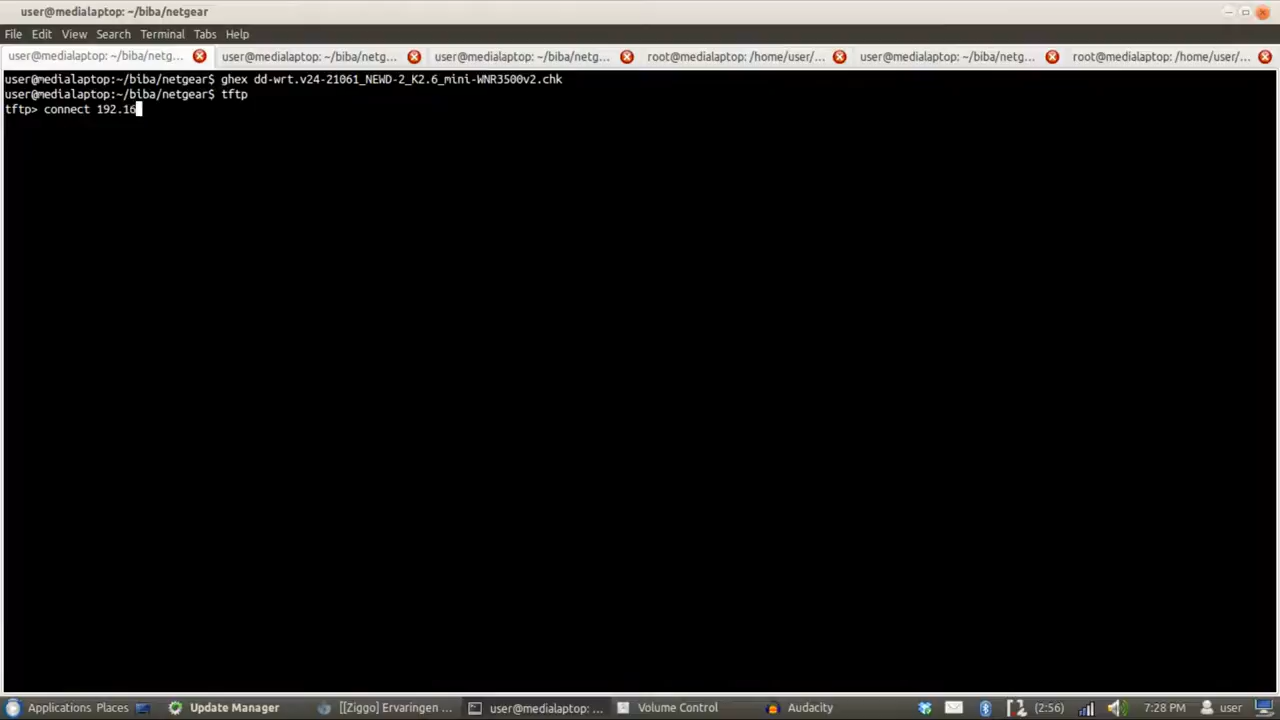 user@medialaptop: ~/biba/netgear
File Edit View Search Terminal Tabs Help
user@medialaptop: ~/biba/netg... user@medialaptop: ~/biba/netg... user@medialaptop: ~/biba/netg... root@medialaptop: /home/user/... user@medialaptop: ~/biba/netg... root@medialaptop: /home/user/...
user@medialaptop:~/biba/netgear$ ghex dd-wrt.v24-21061_NEWD-2_K2.6_mini-WNR3500v2.chk
user@medialaptop:~/biba/netgear$ tftp
tftp> connect 192.16
Applications Places Update Manager [[Ziggo] Ervaringen ... user@medialaptop: ... Volume Control Audacity (2:56) 7:28 PM user